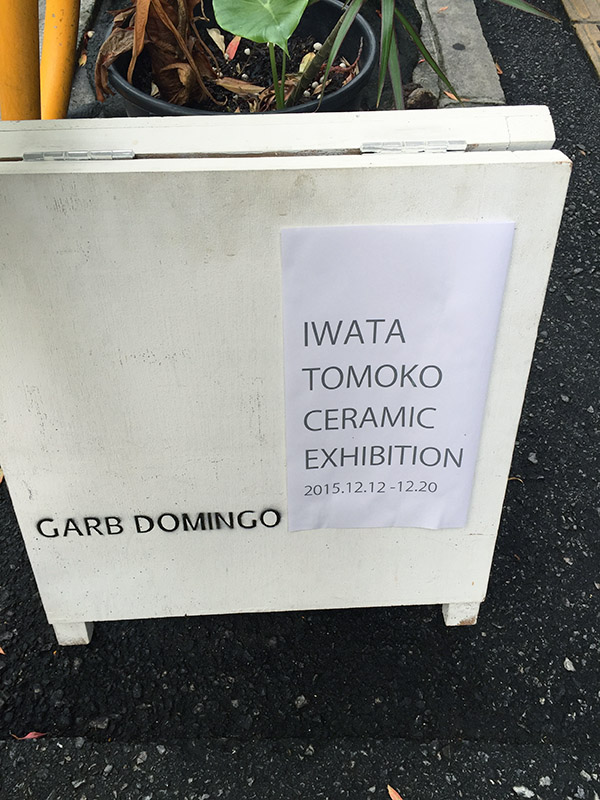 IWATA
TOMOKO
CERAMIC
EXHIBITION
2015.12.12 -12.20
GARB DOMINGO